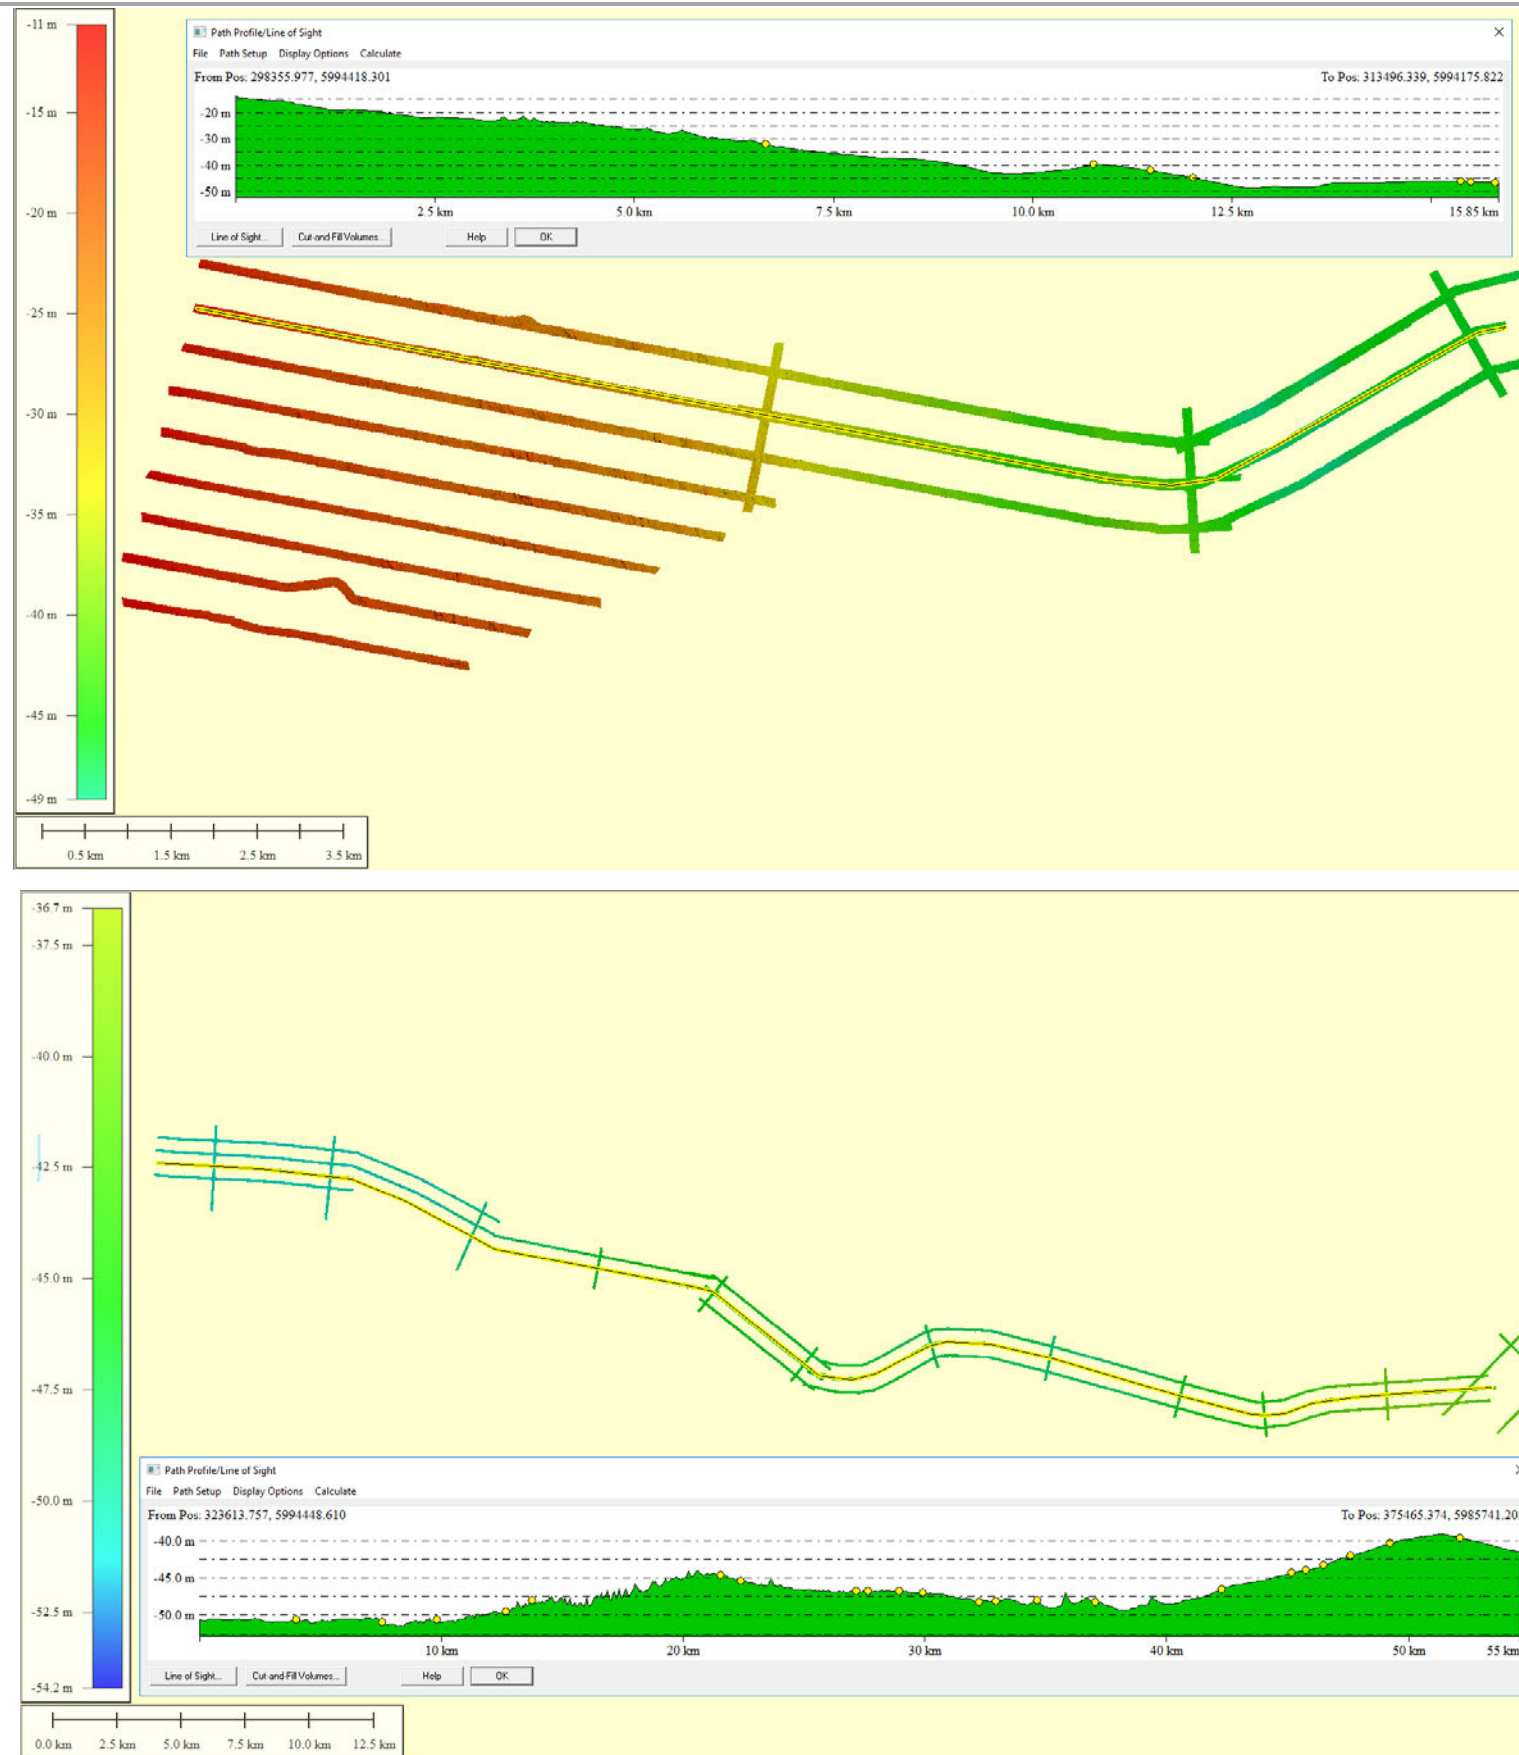 -11 m
-15 m
-20 m
-25 m
-30 m
-35 m
-40 m
-45 m
-49 m
Path Profile/Line of Sight
File Path Setup Display Options Calculate
From Pos: 298355.977, 5994418.301 To Pos: 313496.339, 5994175.822
-20 m
-30 m
-40 m
-50 m
2.5 km 5.0 km 7.5 km 10.0 km 12.5 km 15.85 km
Line of Sight... Cut-and-Fill Volumes... Help OK
0.5 km 1.5 km 2.5 km 3.5 km
-36.7 m
-37.5 m
-40.0 m
-42.5 m
-45.0 m
-47.5 m
-50.0 m
-52.5 m
-54.2 m
Path Profile/Line of Sight
File Path Setup Display Options Calculate
From Pos: 323613.757, 5994448.610 To Pos: 375465.374, 5985741.20
-40.0 m
-45.0 m
-50.0 m
10 km 20 km 30 km 40 km 50 km 55 km
Line of Sight... Cut-and-Fill Volumes... Help OK
0.0 km 2.5 km 5.0 km 7.5 km 10.0 km 12.5 km